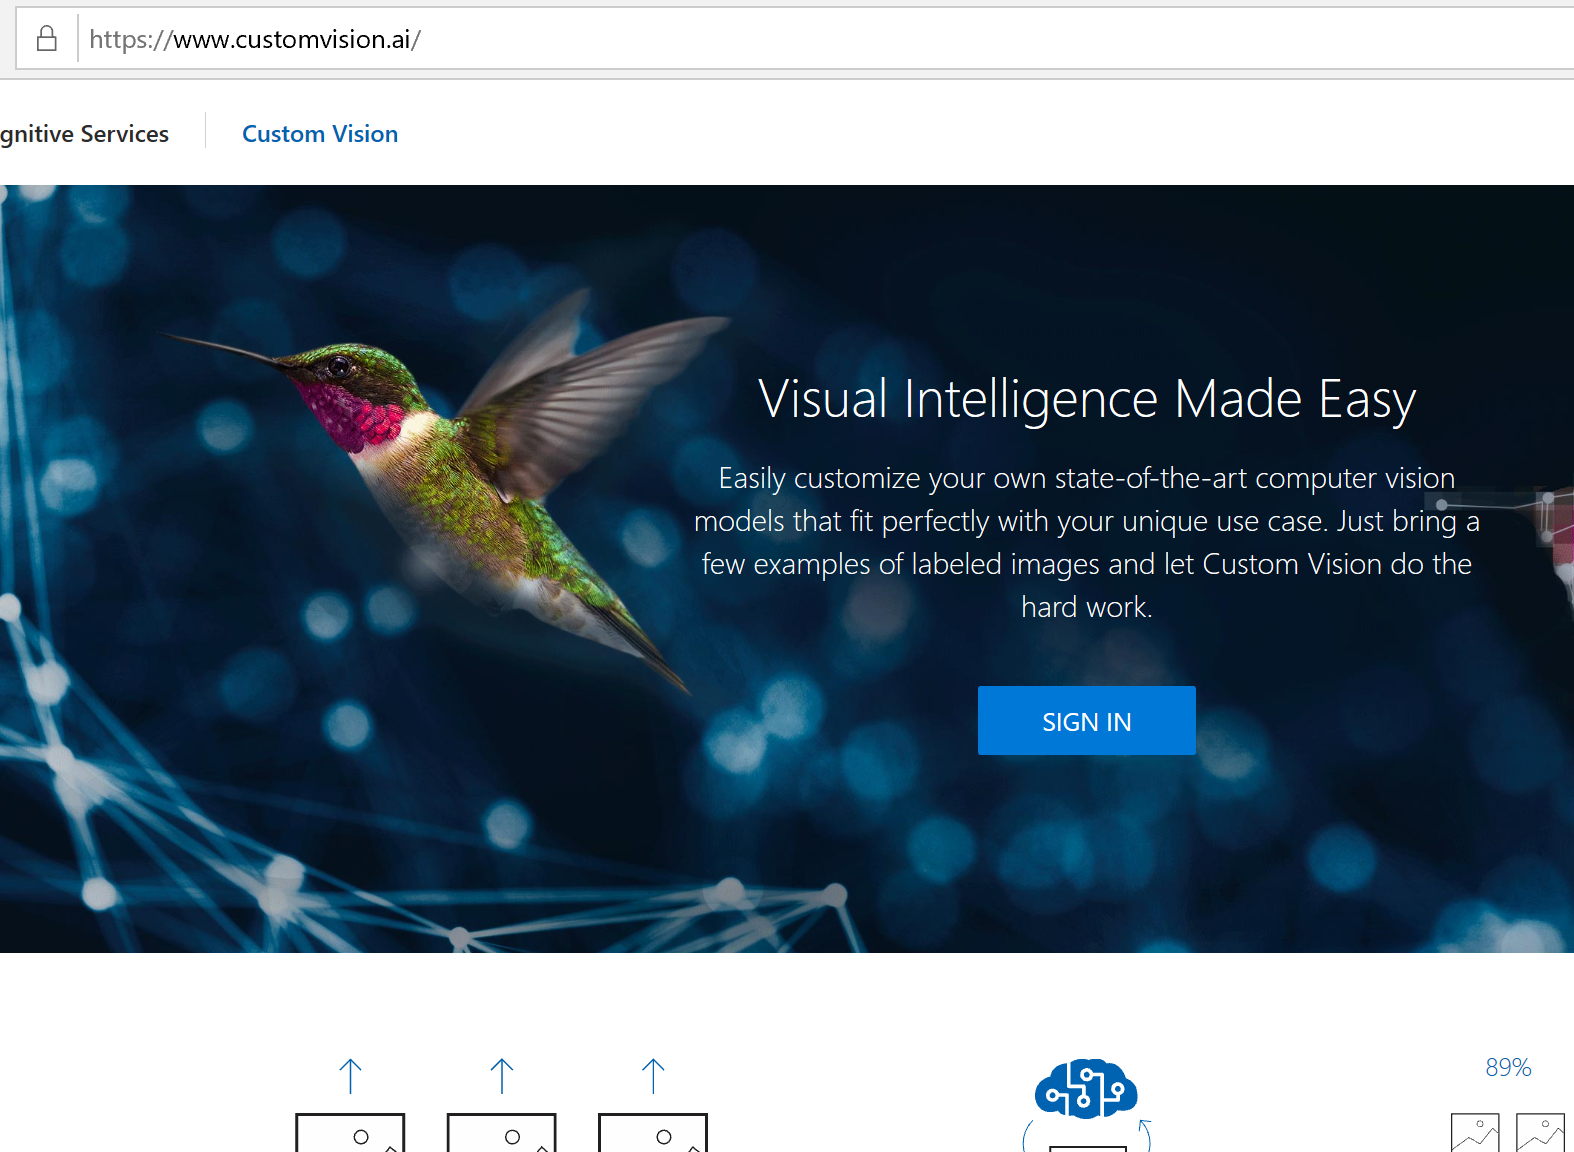 https://www.customvision.ai/
gnitive Services
Custom Vision
Visual Intelligence Made Easy
Easily customize your own state-of-the-art computer vision
models that fit perfectly with your unique use case. Just bring a
few examples of labeled images and let Custom Vision do the
hard work.
SIGN IN
89%